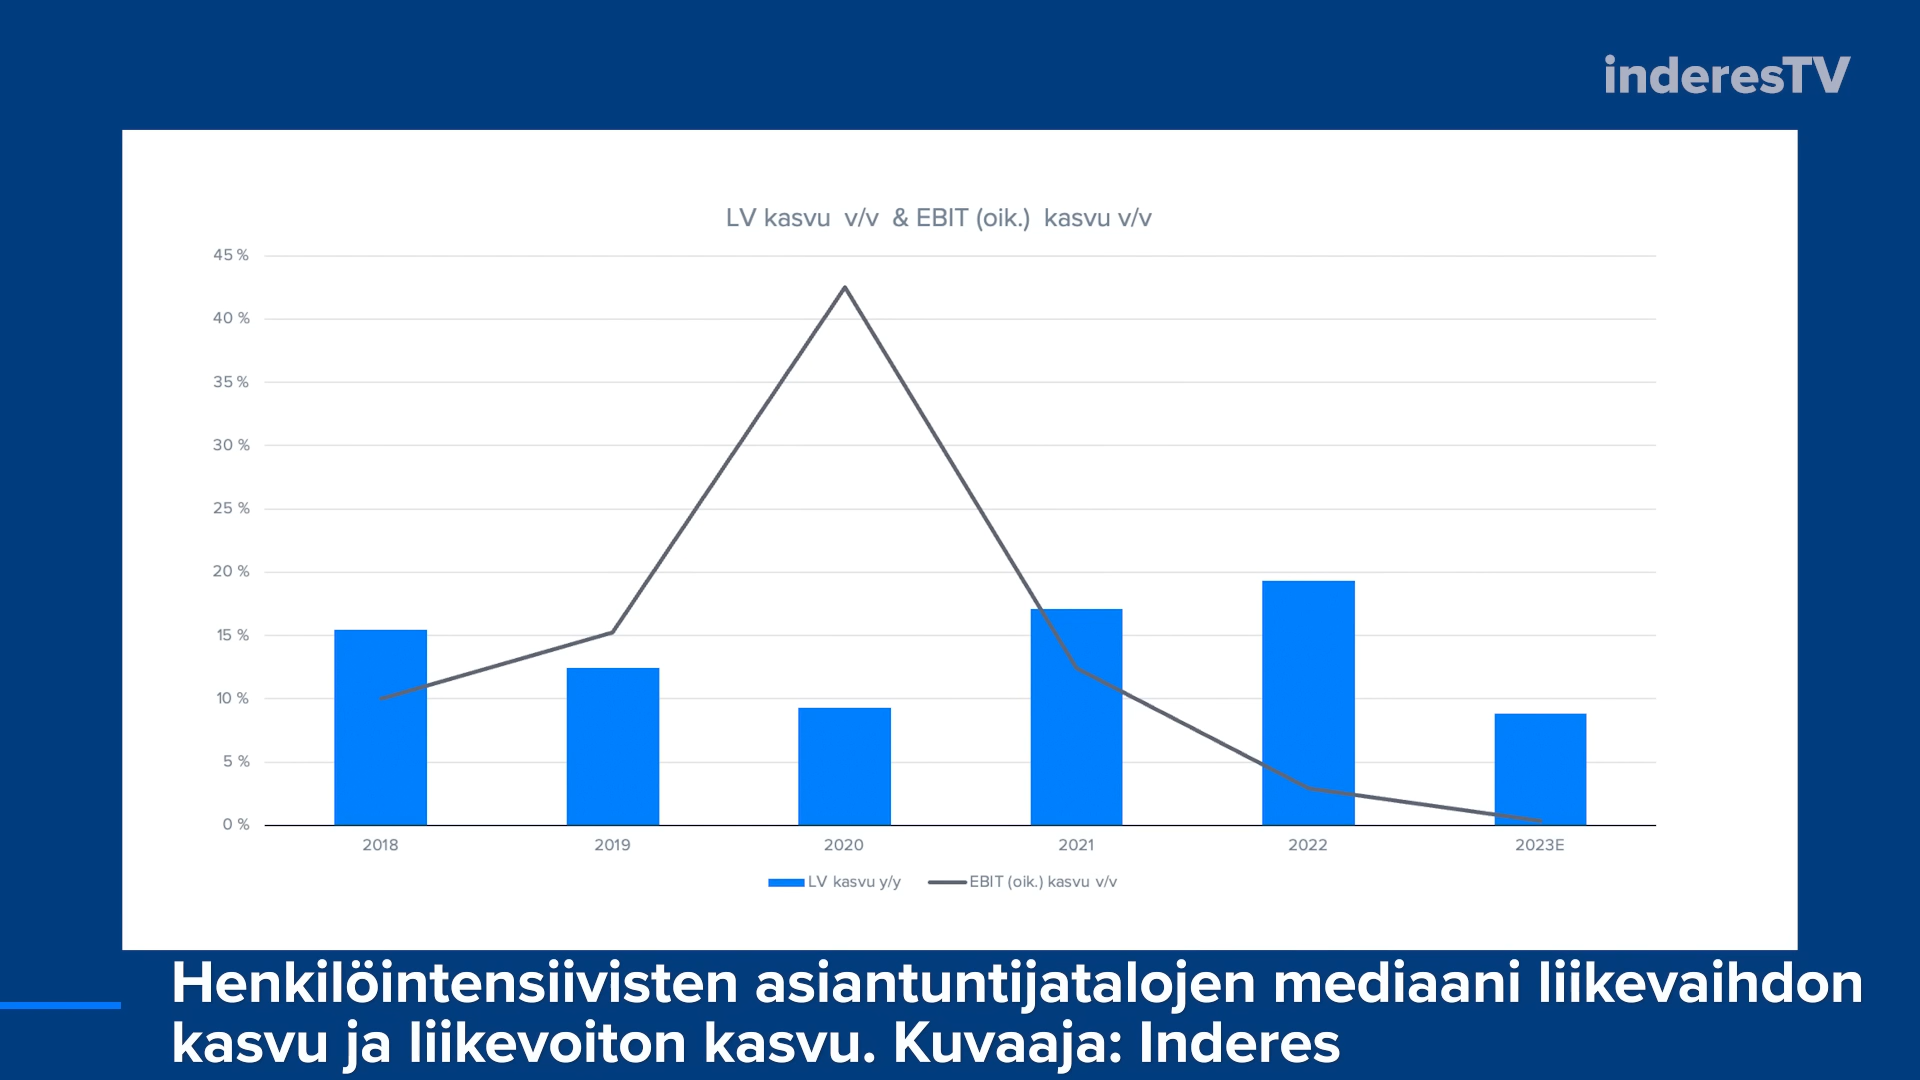 inderesTV
LV kasvu v/v & EBIT (oik.) kasvu v/v
45 %
40 %
35 %
30 %
25 %
20 %
15 %
10 %
5 %
0 %
2018 2019 2020 2021 2022 2023E
LV kasvu y/y EBIT (oik.) kasvu v/v
Henkilöintensiivisten asiantuntijatalojen mediaani liikevaihdon
kasvu ja liikevoiton kasvu. Kuvaaja: Inderes